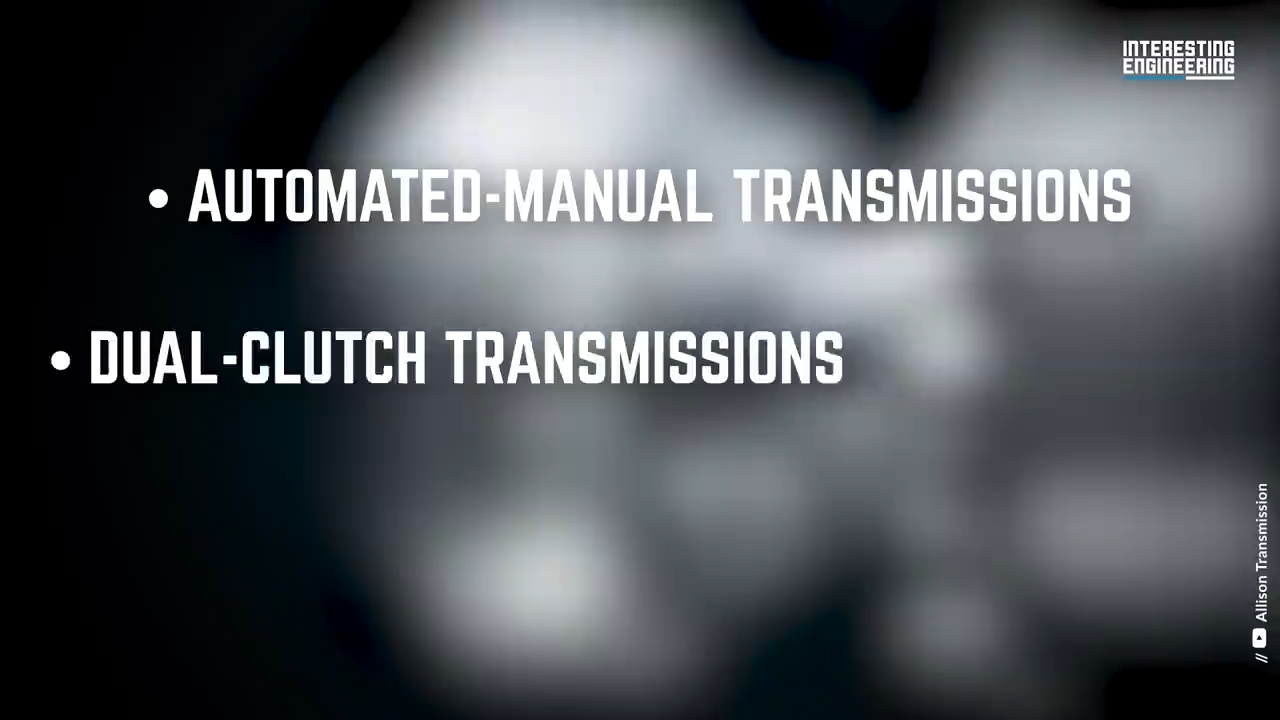 INTERESTING
ENGINEERING
• AUTOMATED-MANUAL TRANSMISSIONS
• DUAL-CLUTCH TRANSMISSIONS
// Allison Transmission